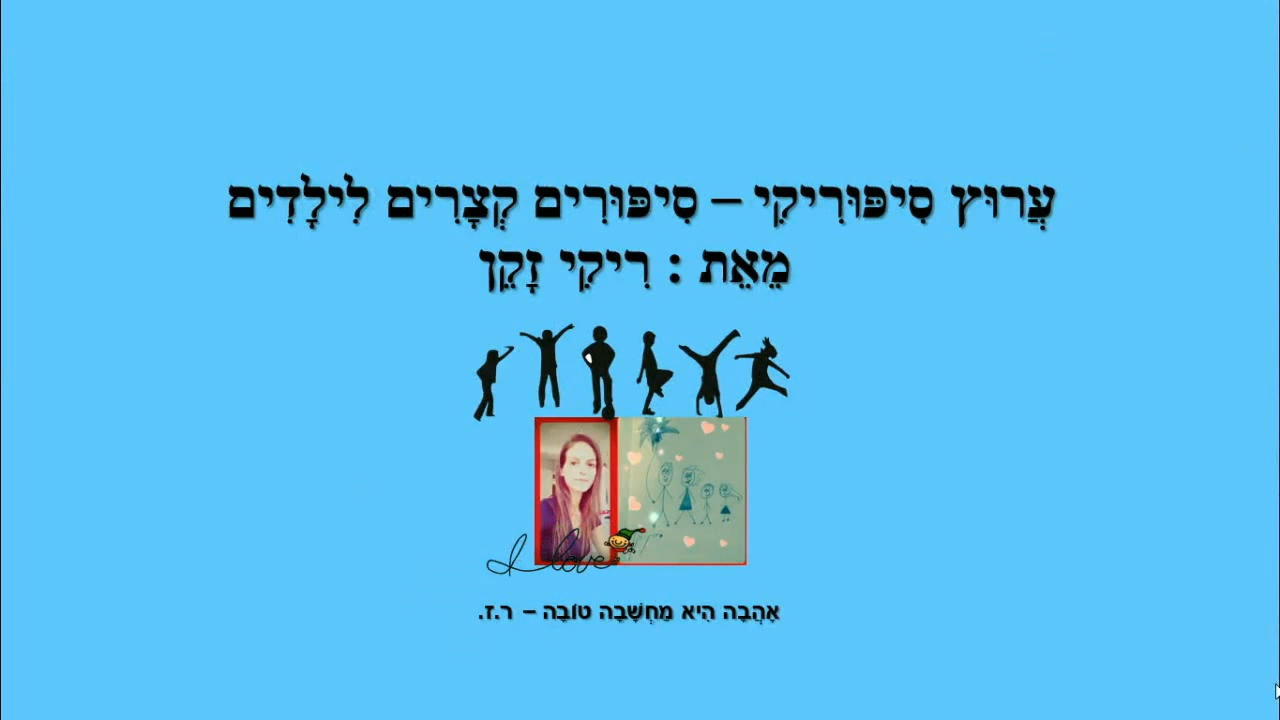 עֲרוּץ סִיפּוּרִיקִי – סִיפּוּרִים קְצָרִים לִילָדִים
מֵאֵת : רִיקִי זָקֵן
I love
אַהֲבָה הִיא מַחְשָׁבָה טוֹבָה – ר.ז.